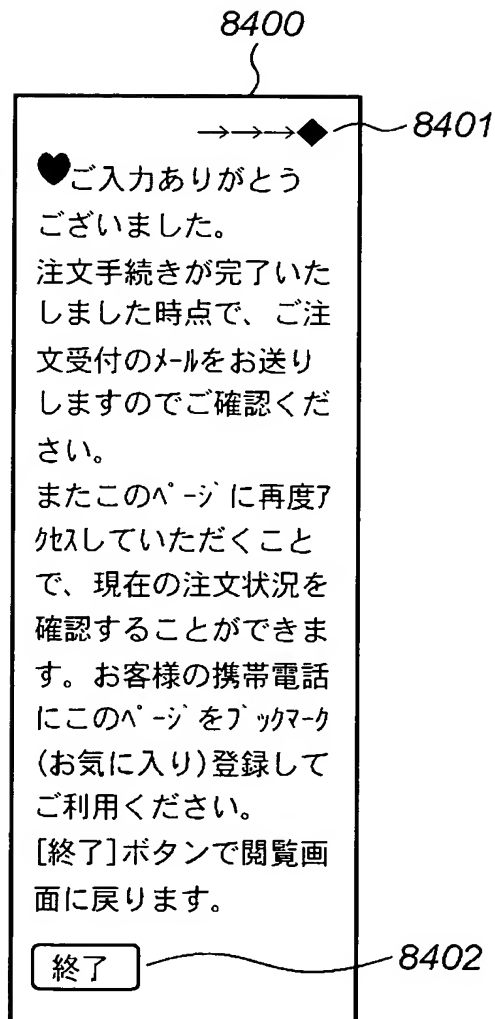 8400
→→→◆ 8401
♥ご入力ありがとう
ございました。
注文手続きが完了いた
しました時点で、ご注
文受付のﾒｰﾙをお送り
しますのでご確認くだ
さい。
またこのﾍﾟｰｼﾞに再度ｱ
ｸｾｽしていただくこと
で、現在の注文状況を
確認することができま
す。お客様の携帯電話
にこのﾍﾟｰｼﾞをﾌﾞｯｸﾏｰｸ
(お気に入り)登録して
ご利用ください。
[終了]ボタンで閲覧画
面に戻ります。
終了 8402